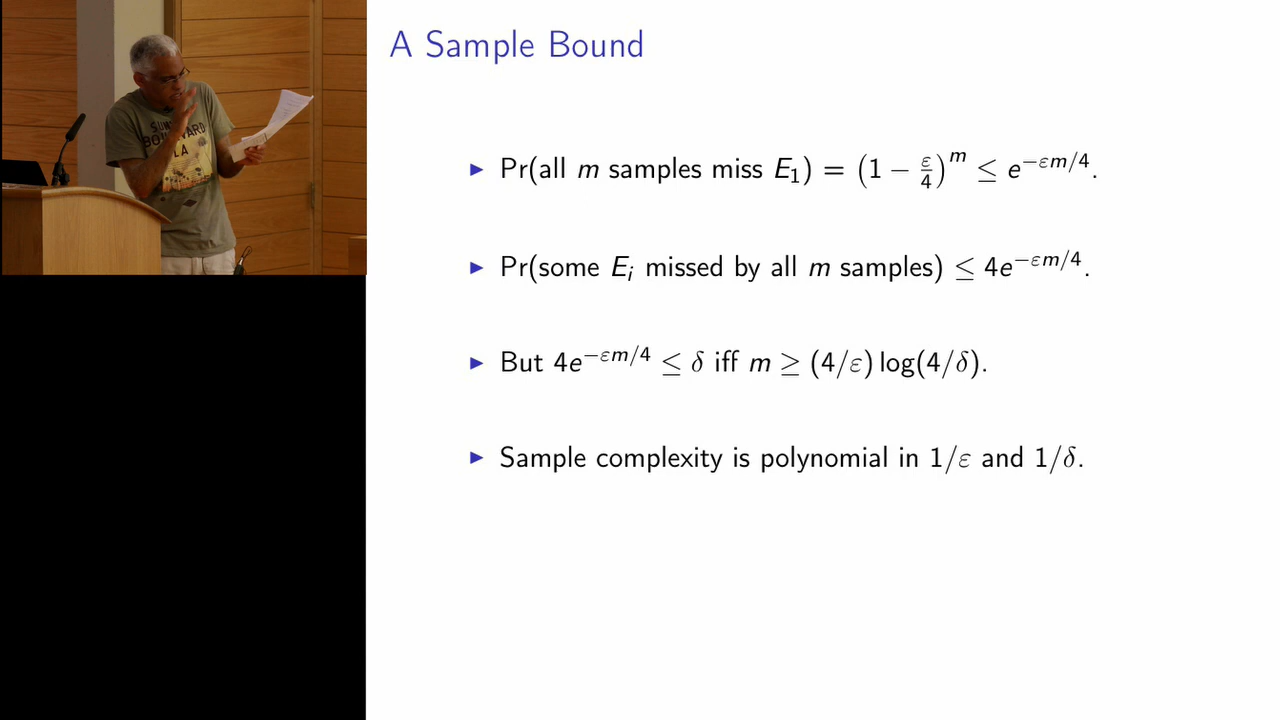 A Sample Bound
▶ Pr(all m samples miss E₁) = (1 − ε/4)^m ≤ e^{−εm/4}.
▶ Pr(some Eᵢ missed by all m samples) ≤ 4e^{−εm/4}.
▶ But 4e^{−εm/4} ≤ δ iff m ≥ (4/ε) log(4/δ).
▶ Sample complexity is polynomial in 1/ε and 1/δ.
LA